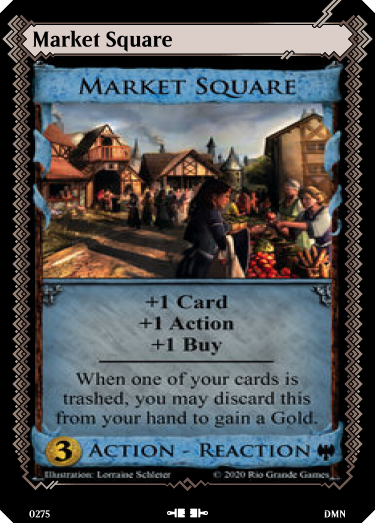 Market Square
MARKET SQUARE
+1 Card
+1 Action
+1 Buy
When one of your cards is
trashed, you may discard this
from your hand to gain a Gold.
3 ACTION - REACTION
Illustration: Lorraine Schleter © 2020 Rio Grande Games
0275 DMN